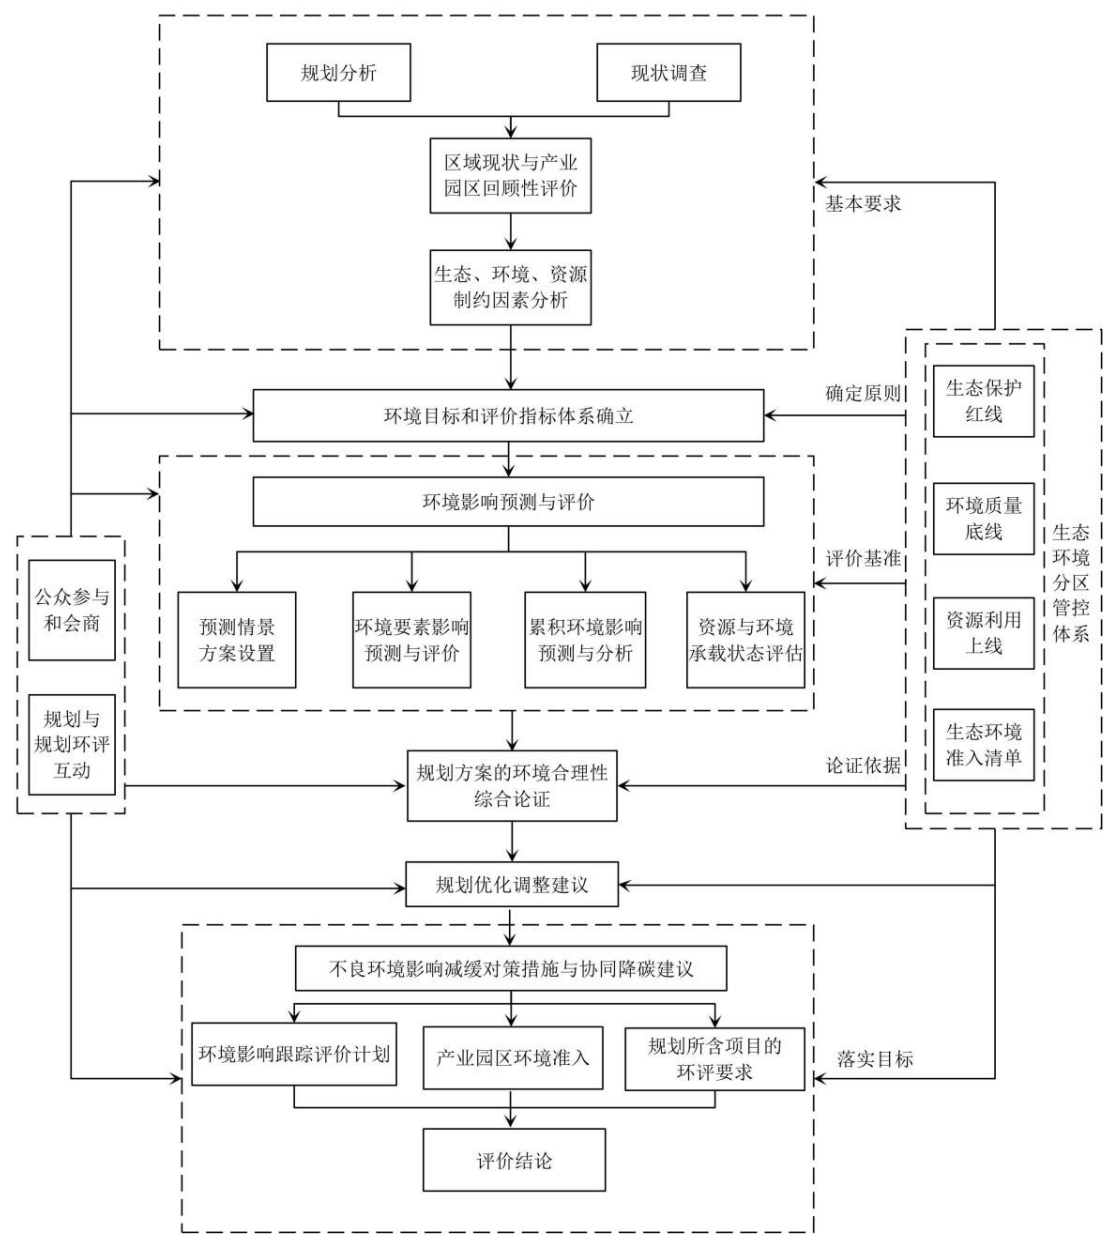 规划分析
现状调查
区域现状与产业
园区回顾性评价
基本要求
生态、环境、资源
制约因素分析
确定原则
环境目标和评价指标体系确立
生态保护
红线
环境影响预测与评价
环境质量
底线
评价基准
生态
环境
分区
管控
体系
公众参与
和会商
预测情景
方案设置
环境要素影响
预测与评价
累积环境影响
预测与分析
资源与环境
承载状态评估
资源利用
上线
规划与
规划环评
互动
生态环境
准入清单
规划方案的环境合理性
综合论证
论证依据
规划优化调整建议
不良环境影响减缓对策措施与协同降碳建议
环境影响跟踪评价计划
产业园区环境准入
规划所含项目的
环评要求
落实目标
评价结论